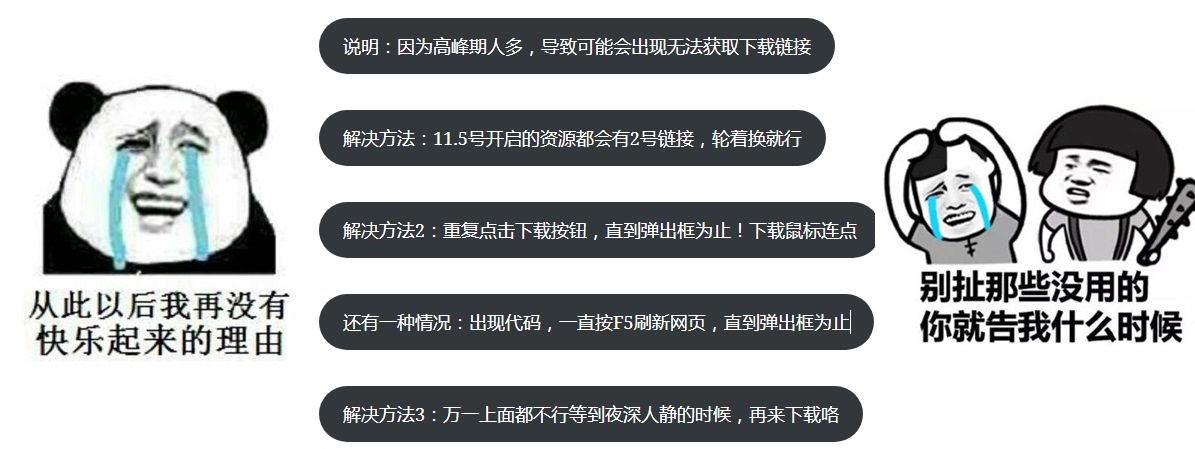 说明：因为高峰期人多，导致可能会出现无法获取下载链接
解决方法：11.5号开启的资源都会有2号链接，轮着换就行
解决方法2：重复点击下载按钮，直到弹出框为止！下载鼠标连点
还有一种情况：出现代码，一直按F5刷新网页，直到弹出框为止
解决方法3：万一上面都不行等到夜深人静的时候，再来下载咯
从此以后我再没有
快乐起来的理由
别扯那些没用的
你就告我什么时候